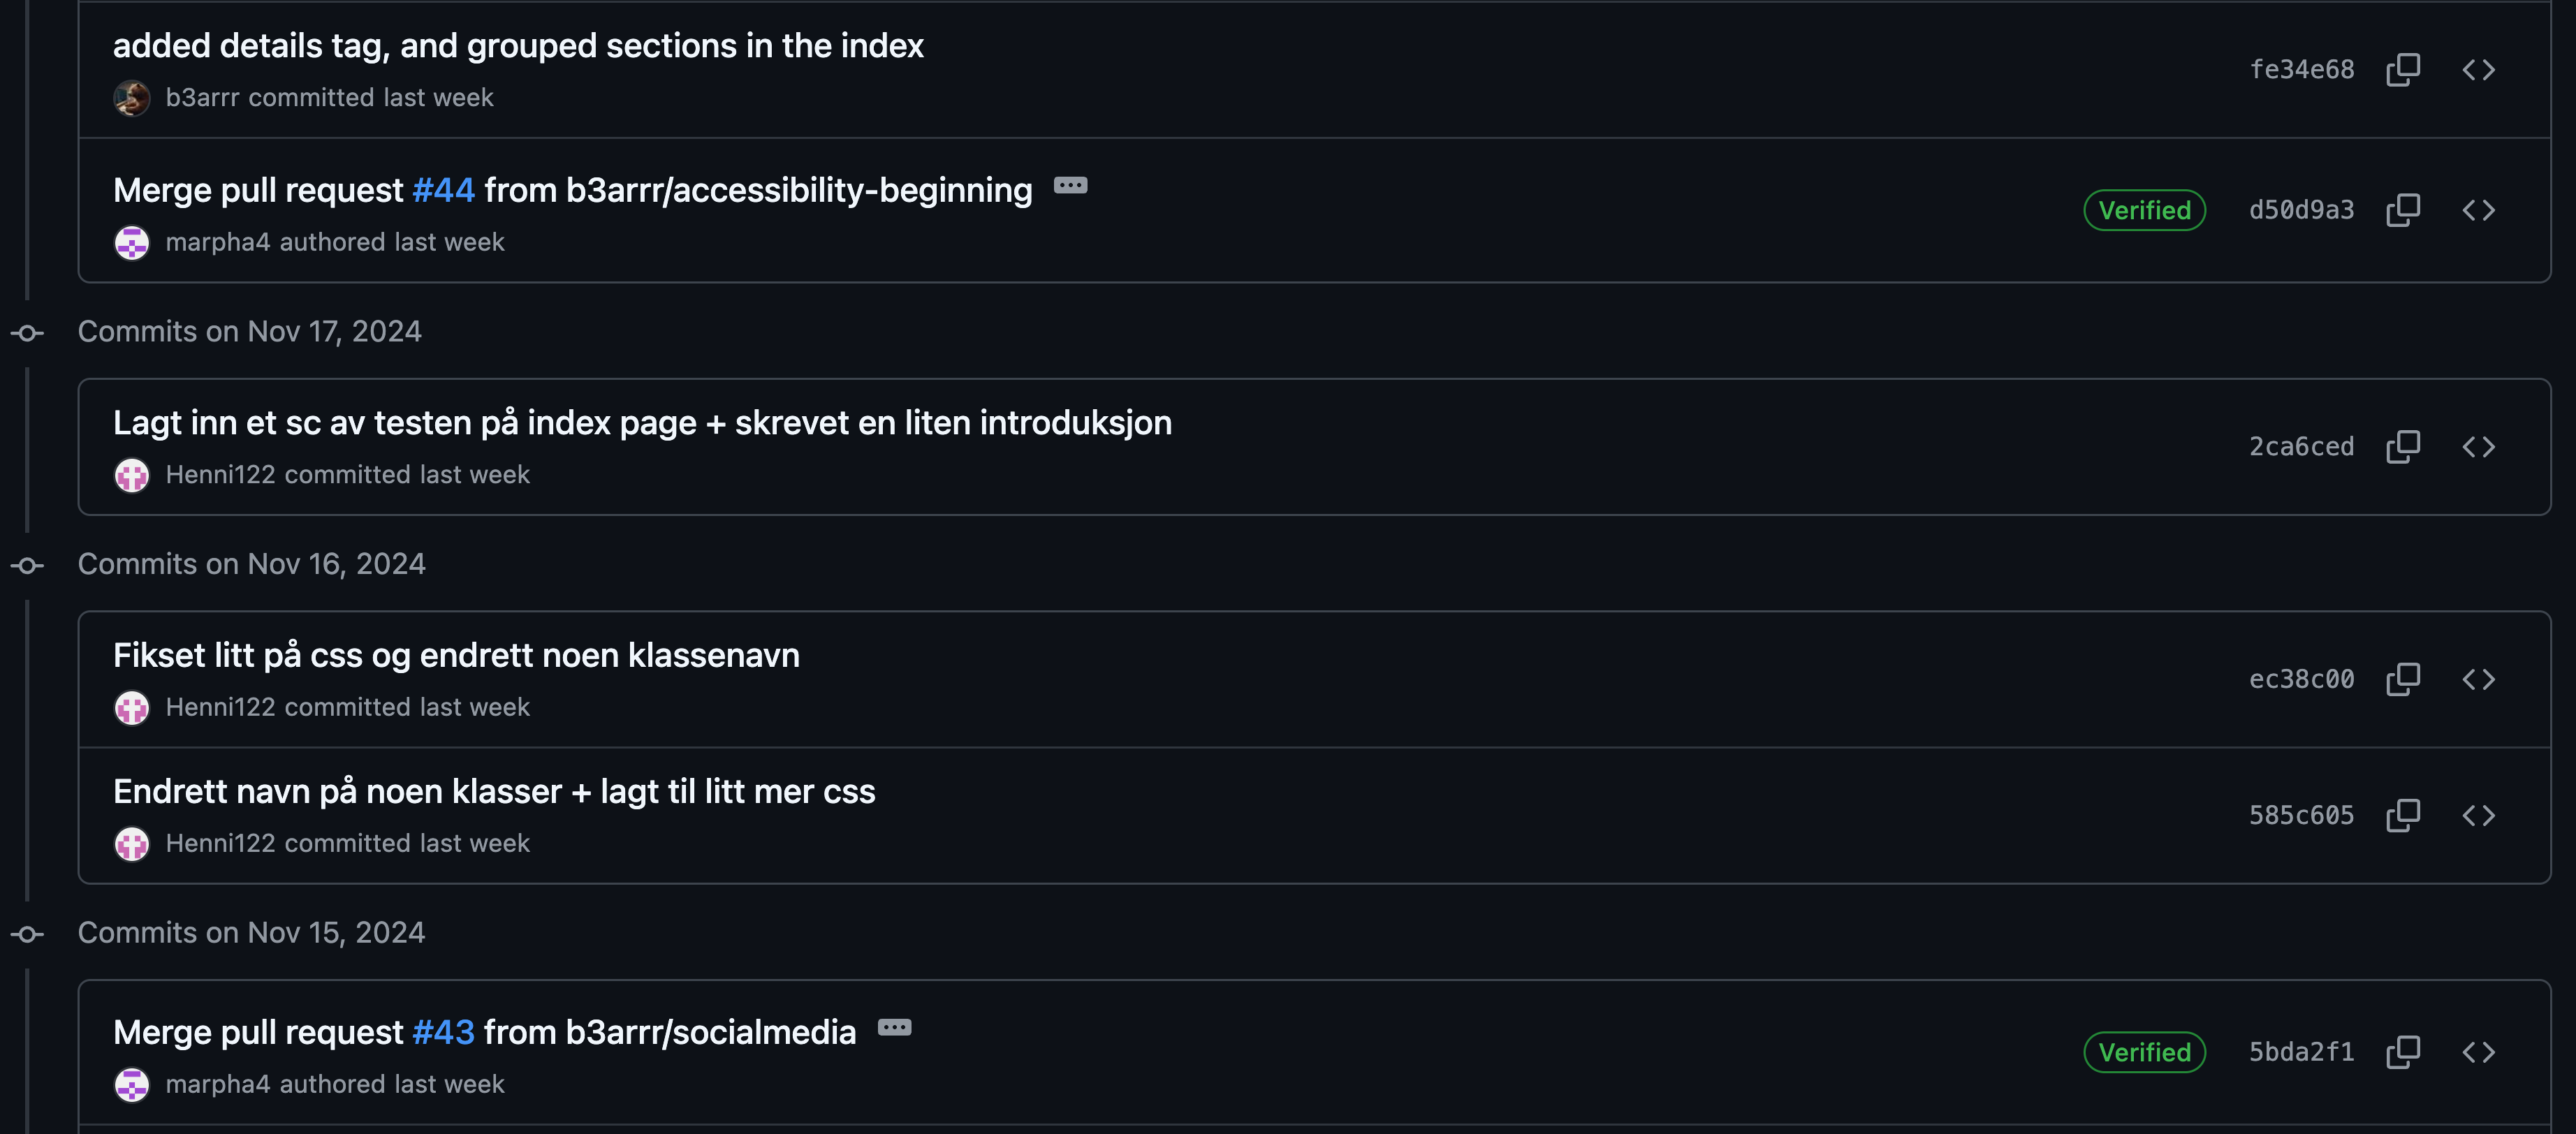 added details tag, and grouped sections in the index
b3arrr committed last week
fe34e68
Merge pull request #44 from b3arrr/accessibility-beginning
marpha4 authored last week
Verified
d50d9a3
Commits on Nov 17, 2024
Lagt inn et sc av testen på index page + skrevet en liten introduksjon
Henni122 committed last week
2ca6ced
Commits on Nov 16, 2024
Fikset litt på css og endrett noen klassenavn
Henni122 committed last week
ec38c00
Endrett navn på noen klasser + lagt til litt mer css
Henni122 committed last week
585c605
Commits on Nov 15, 2024
Merge pull request #43 from b3arrr/socialmedia
marpha4 authored last week
Verified
5bda2f1